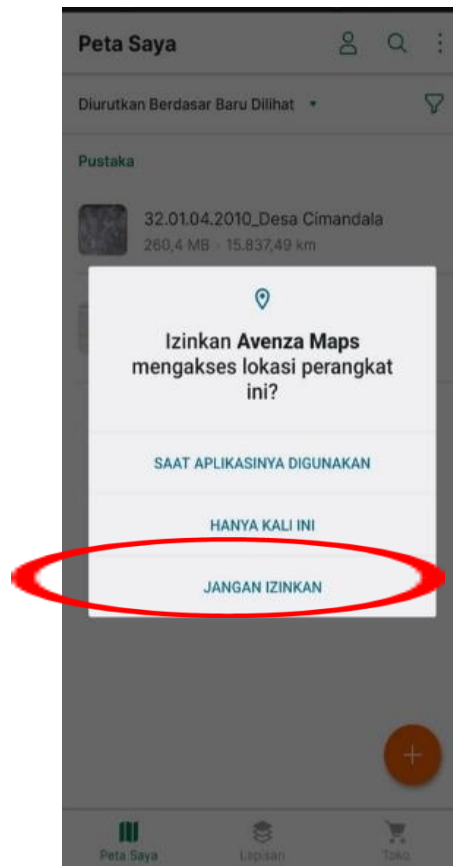 Peta Saya
Diurutkan Berdasar Baru Dilihat
Pustaka
32.01.04.2010_Desa Cimandala
260,4 MB - 15.837,49 km
Izinkan Avenza Maps
mengakses lokasi perangkat
ini?
SAAT APLIKASINYA DIGUNAKAN
HANYA KALI INI
JANGAN IZINKAN
Peta Saya
Lapisan
Toko